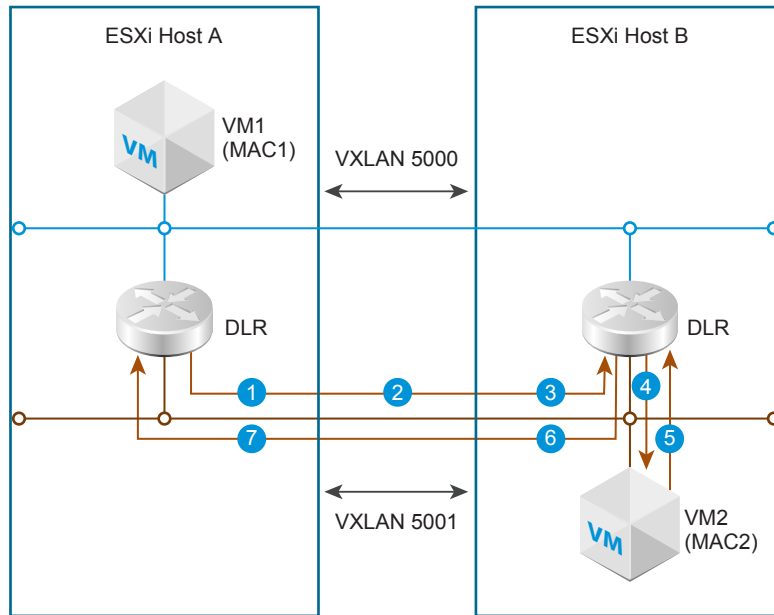 ESXi Host A
ESXi Host B
VM
VM1
(MAC1)
VXLAN 5000
DLR
DLR
1
2
3
4
7
6
5
VXLAN 5001
VM
VM2
(MAC2)